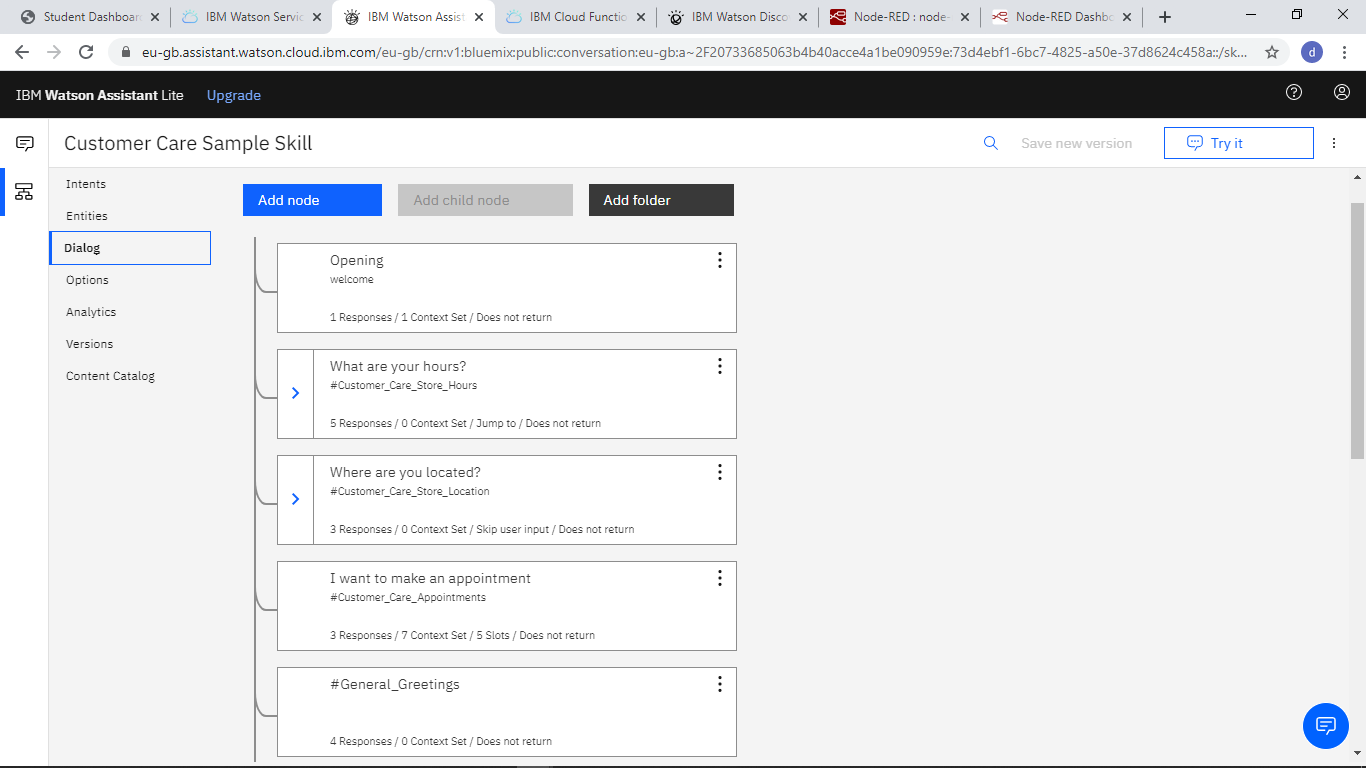 Student Dashboar
IBM Watson Servic
IBM Watson Assist
IBM Cloud Functio
IBM Watson Disco
Node-RED : node-
Node-RED Dashbo
eu-gb.assistant.watson.cloud.ibm.com/eu-gb/crn:v1:bluemix:public:conversation:eu-gb:a~2F20733685063b4b40acce4a1be090959e:73d4ebf1-6bc7-4825-a50e-37d8624c458a::/sk...
d
IBM Watson Assistant Lite
Upgrade
Customer Care Sample Skill
Save new version
Try it
Intents
Entities
Dialog
Options
Analytics
Versions
Content Catalog
Add node
Add child node
Add folder
Opening
welcome
1 Responses / 1 Context Set / Does not return
What are your hours?
#Customer_Care_Store_Hours
5 Responses / 0 Context Set / Jump to / Does not return
Where are you located?
#Customer_Care_Store_Location
3 Responses / 0 Context Set / Skip user input / Does not return
I want to make an appointment
#Customer_Care_Appointments
3 Responses / 7 Context Set / 5 Slots / Does not return
#General_Greetings
4 Responses / 0 Context Set / Does not return